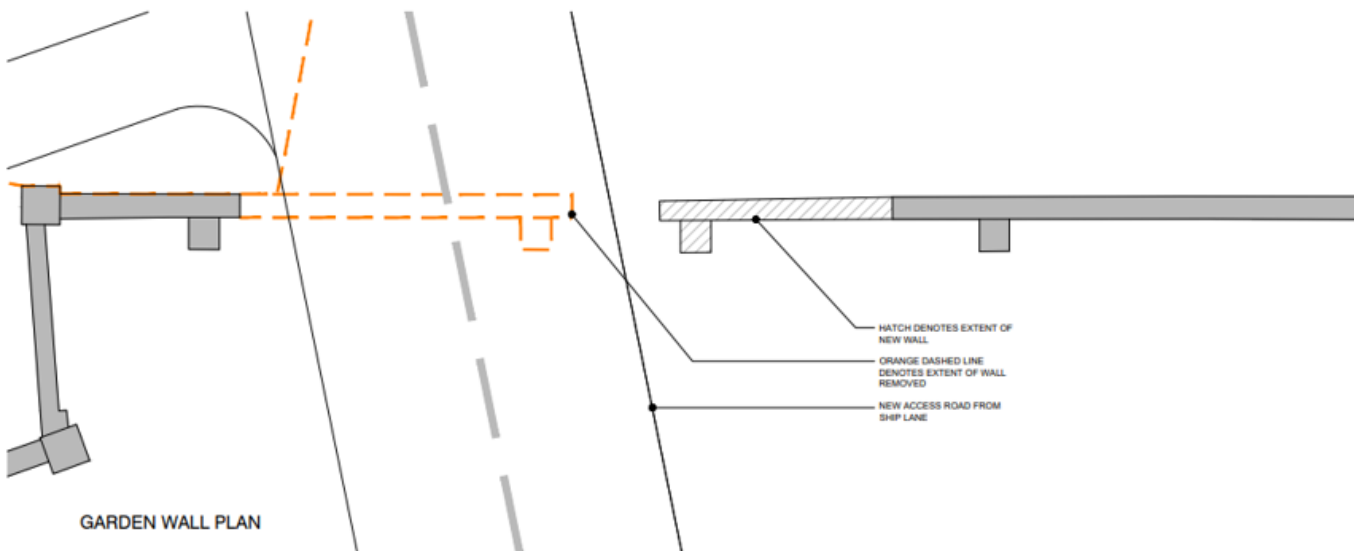 HATCH DENOTES EXTENT OF
NEW WALL
ORANGE DASHED LINE
DENOTES EXTENT OF WALL
REMOVED
NEW ACCESS ROAD FROM
SHIP LANE
GARDEN WALL PLAN